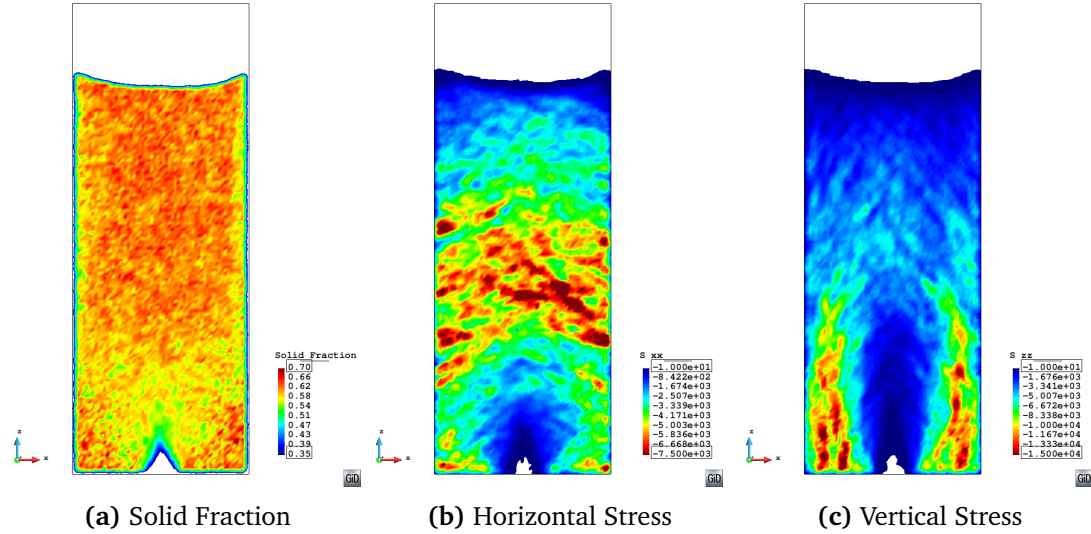 Solid Fraction
0.70
0.66
0.62
0.58
0.54
0.51
0.47
0.43
0.39
0.35
z
x
GiD
(a) Solid Fraction
S xx
-1.000e+01
-8.422e+02
-1.674e+03
-2.507e+03
-3.339e+03
-4.171e+03
-5.003e+03
-5.836e+03
-6.668e+03
-7.500e+03
z
x
GiD
(b) Horizontal Stress
S zz
-1.000e+01
-1.676e+03
-3.341e+03
-5.007e+03
-6.672e+03
-8.338e+03
-1.000e+04
-1.167e+04
-1.333e+04
-1.500e+04
z
x
GiD
(c) Vertical Stress